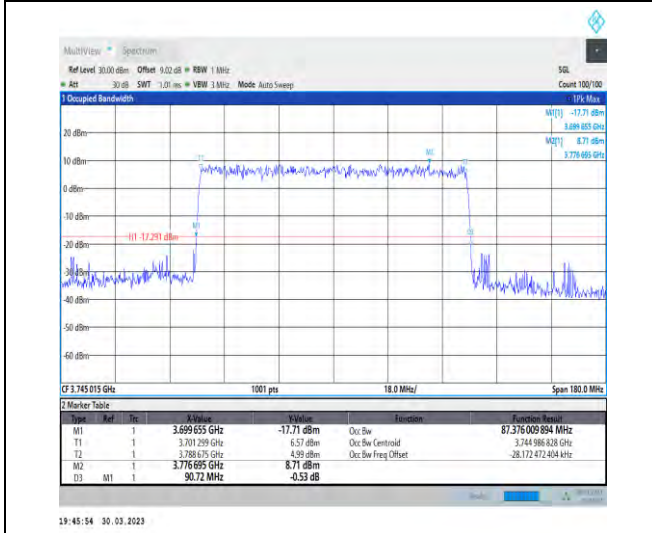 MultiView Spectrum
Ref Level 30.00 dBm Offset 9.02 dB RBW 1 MHz SGL
Att 30 dB SWT 1.01 ms VBW 3 MHz Mode Auto Sweep Count 100/100
1 Occupied Bandwidth 1Pk Max
M1[1] -17.71 dBm
3.699 655 GHz
M2[1] 8.71 dBm
3.776 695 GHz
20 dBm
M2
T1
10 dBm
0 dBm
-10 dBm
M1
H1 -17.291 dBm
D3
-20 dBm
-30 dBm
-40 dBm
-50 dBm
-60 dBm
CF 3.745 015 GHz 1001 pts 18.0 MHz/ Span 180.0 MHz
2 Marker Table
Type Ref Trc X-Value Y-Value Function Function Result
M1 1 3.699 655 GHz -17.71 dBm Occ Bw 87.376 009 894 MHz
T1 1 3.701 299 GHz 6.57 dBm Occ Bw Centroid 3.744 986 828 GHz
T2 1 3.788 675 GHz 4.99 dBm Occ Bw Freq Offset -28.172 472 404 kHz
M2 1 3.776 695 GHz 8.71 dBm
D3 M1 1 90.72 MHz -0.53 dB
Ready
19:45:54 30.03.2023